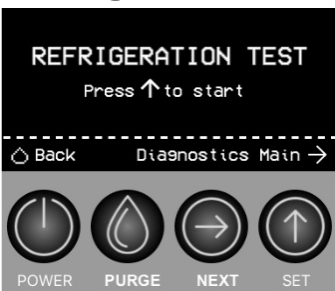 REFRIGERATION TEST
Press ↑ to start
Back Diagnostics Main →
POWER PURGE NEXT SET